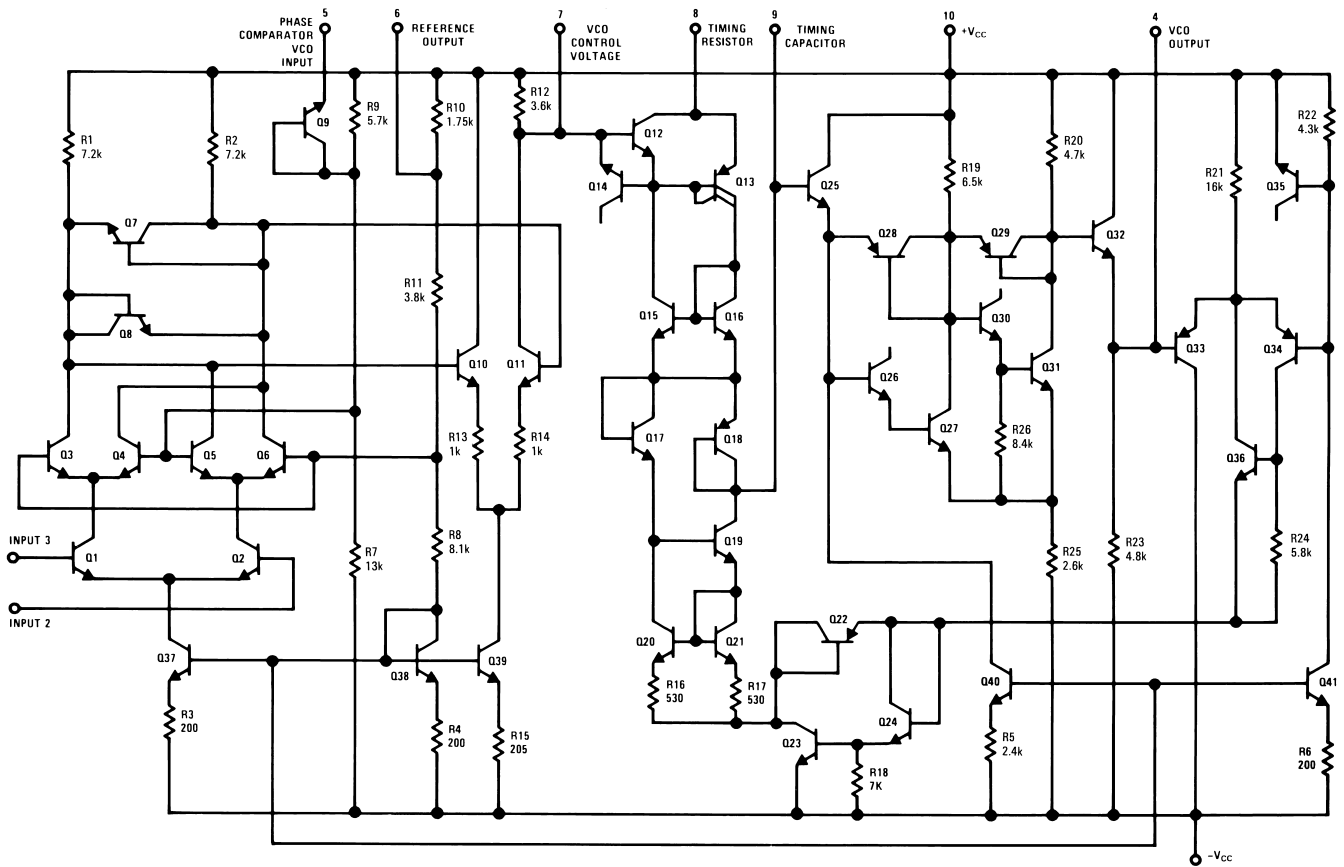 5
PHASE
COMPARATOR
VCO
INPUT
6
REFERENCE
OUTPUT
7
VCO
CONTROL
VOLTAGE
8
TIMING
RESISTOR
9
TIMING
CAPACITOR
10
+VCC
4
VCO
OUTPUT
R1
7.2k
R2
7.2k
Q9
R9
5.7k
R10
1.75k
R12
3.6k
Q12
Q14
Q13
Q25
R19
6.5k
R20
4.7k
R21
16k
R22
4.3k
Q35
Q7
Q8
R11
3.8k
Q28
Q29
Q32
Q15
Q16
Q30
Q10
Q11
Q26
Q31
Q33
Q34
Q3
Q4
Q5
Q6
R13
1k
R14
1k
Q17
Q18
Q27
R26
8.4k
Q36
INPUT 3
Q1
Q2
R7
13k
R8
8.1k
Q19
R25
2.6k
R23
4.8k
R24
5.8k
INPUT 2
Q37
Q38
Q39
Q20
Q21
Q22
Q40
Q41
R16
530
R17
530
R3
200
R4
200
R15
205
Q23
Q24
R18
7K
R5
2.4k
R6
200
−VCC